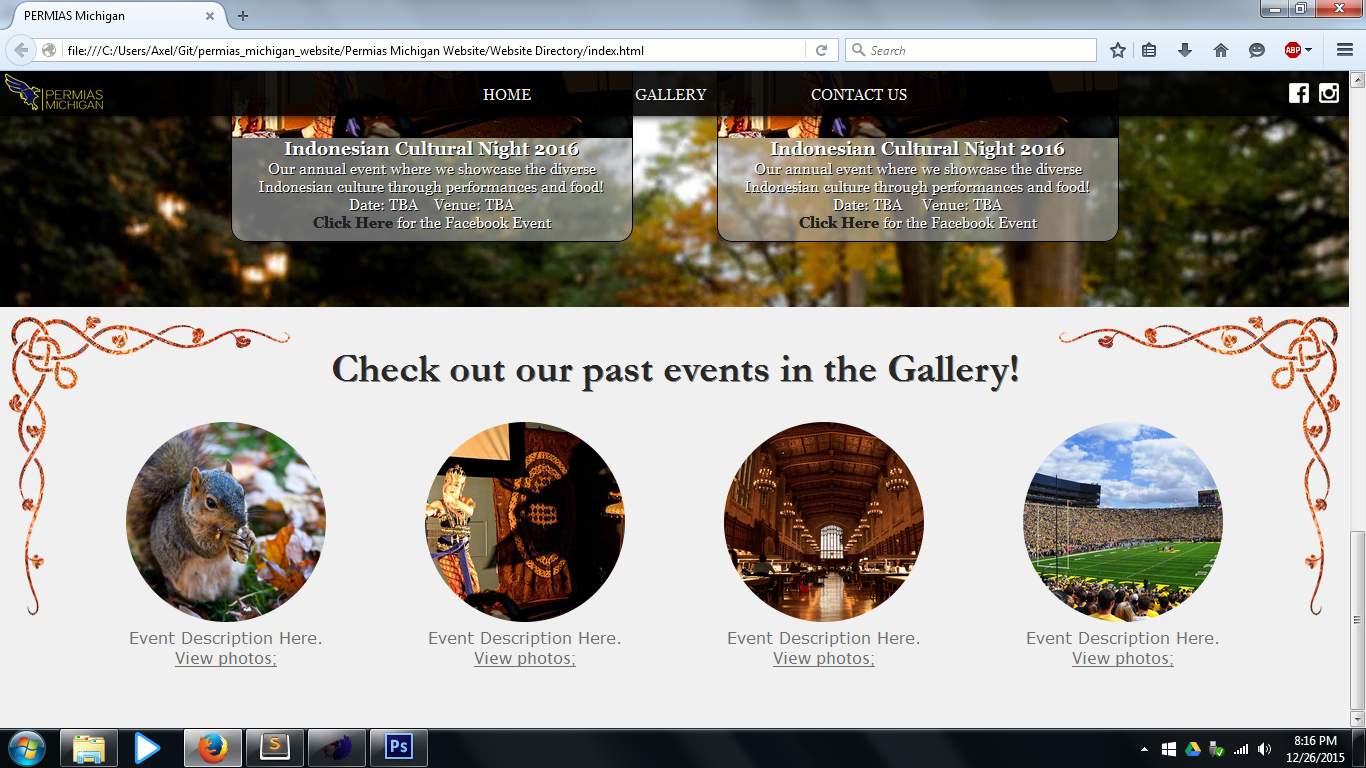 PERMIAS Michigan
file:///C:/Users/Axel/Git/permias_michigan_website/Permias Michigan Website/Website Directory/index.html
Search
ABP
PERMIAS
MICHIGAN
HOME
GALLERY
CONTACT US
Indonesian Cultural Night 2016
Our annual event where we showcase the diverse
Indonesian culture through performances and food!
Date: TBA Venue: TBA
Click Here for the Facebook Event
Indonesian Cultural Night 2016
Our annual event where we showcase the diverse
Indonesian culture through performances and food!
Date: TBA Venue: TBA
Click Here for the Facebook Event
Check out our past events in the Gallery!
Event Description Here.
View photos;
Event Description Here.
View photos;
Event Description Here.
View photos;
Event Description Here.
View photos;
S
Ps
8:16 PM
12/26/2015